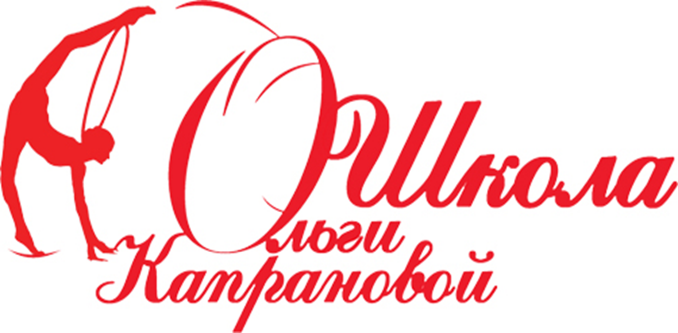 Школа
Ольги
Капрановой